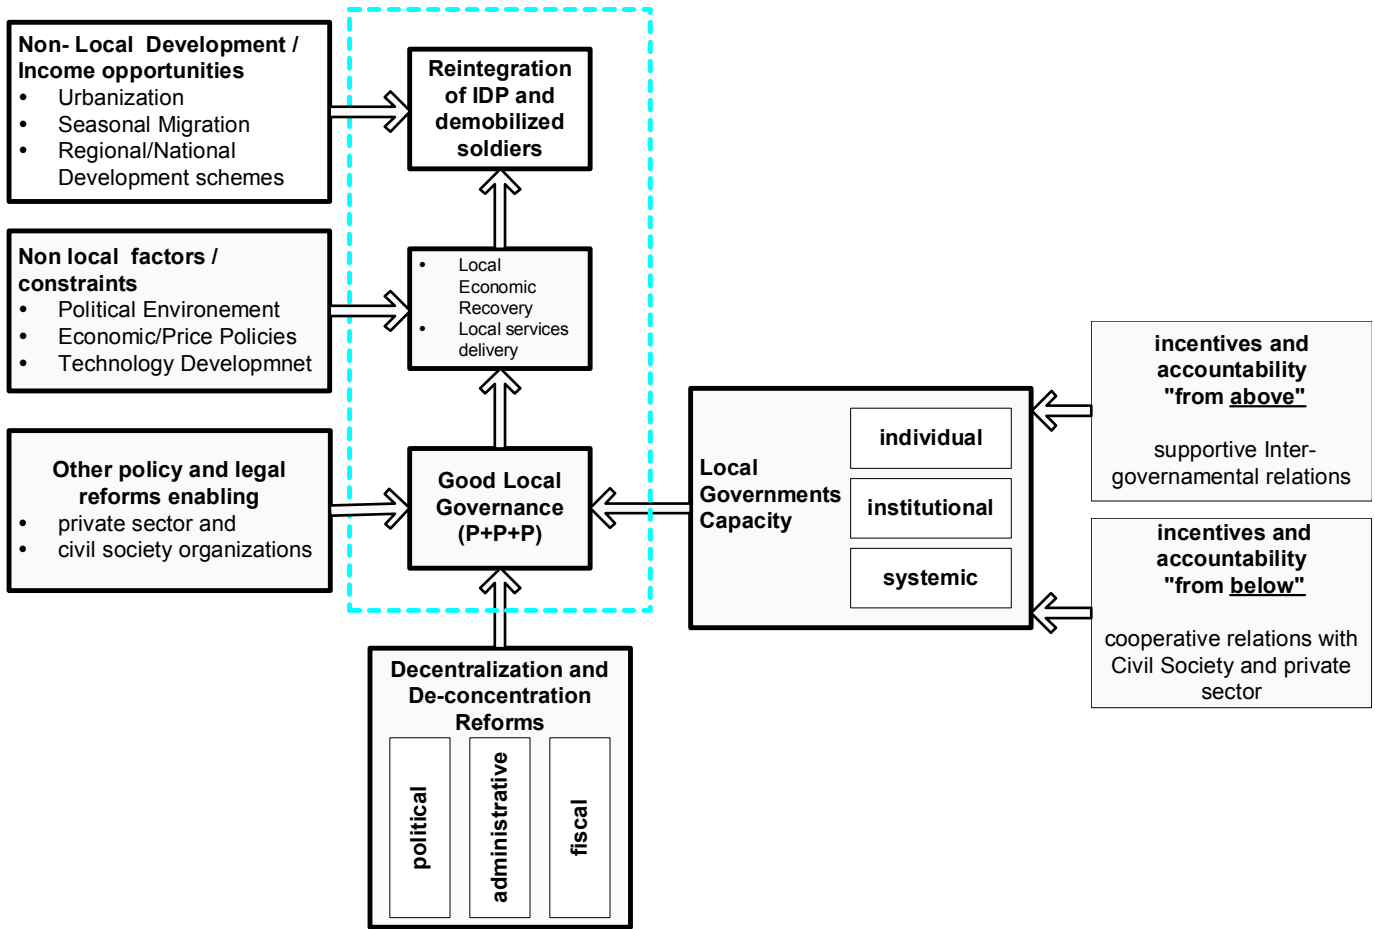 Non- Local  Development /
Income opportunities
• Urbanization
• Seasonal Migration
• Regional/National
Development schemes
Reintegration
of IDP and
demobilized
soldiers
Non local  factors /
constraints
• Political Environement
• Economic/Price Policies
• Technology Developmnet
• Local
Economic
Recovery
• Local services
delivery
Other policy and legal
reforms enabling
• private sector and
• civil society organizations
Good Local
Governance
(P+P+P)
Local
Governments
Capacity
individual
institutional
systemic
incentives and
accountability
"from above"
supportive Inter-
governamental relations
incentives and
accountability
"from below"
cooperative relations with
Civil Society and private
sector
Decentralization and
De-concentration
Reforms
political
administrative
fiscal